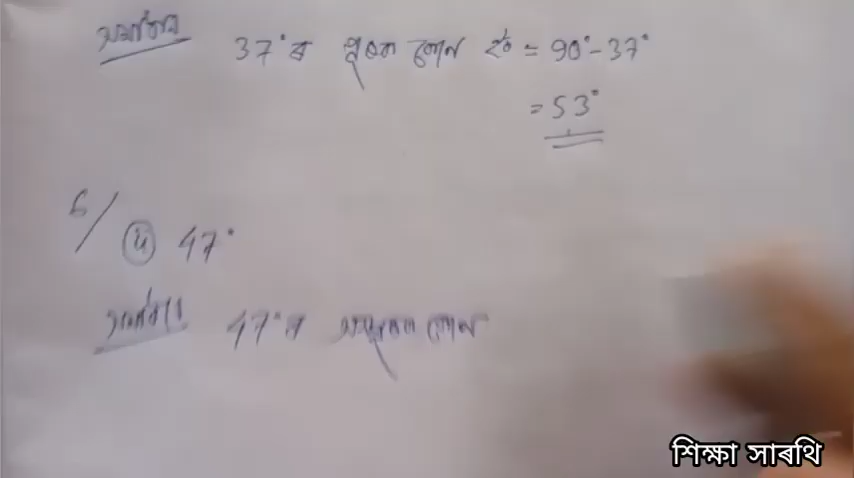 সমাধান 37°ৰ পূৰক কোণ হ'ব = 90° - 37°
= 53°
6/ ii 47°
সমাধান 47°ৰ সম্পূৰক কোণ
শিক্ষা সাৰথি